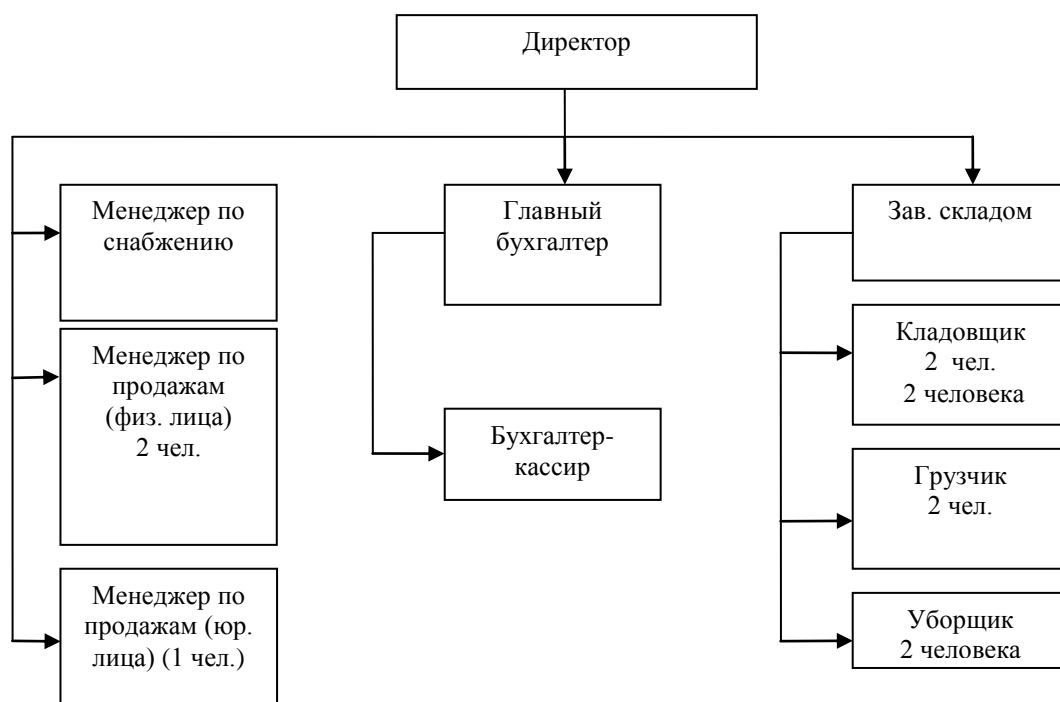 Директор
Менеджер по
снабжению
Менеджер по
продажам
(физ. лица)
2 чел.
Менеджер по
продажам (юр.
лица) (1 чел.)
Главный
бухгалтер
Бухгалтер-
кассир
Зав. складом
Кладовщик
2 чел.
2 человека
Грузчик
2 чел.
Уборщик
2 человека